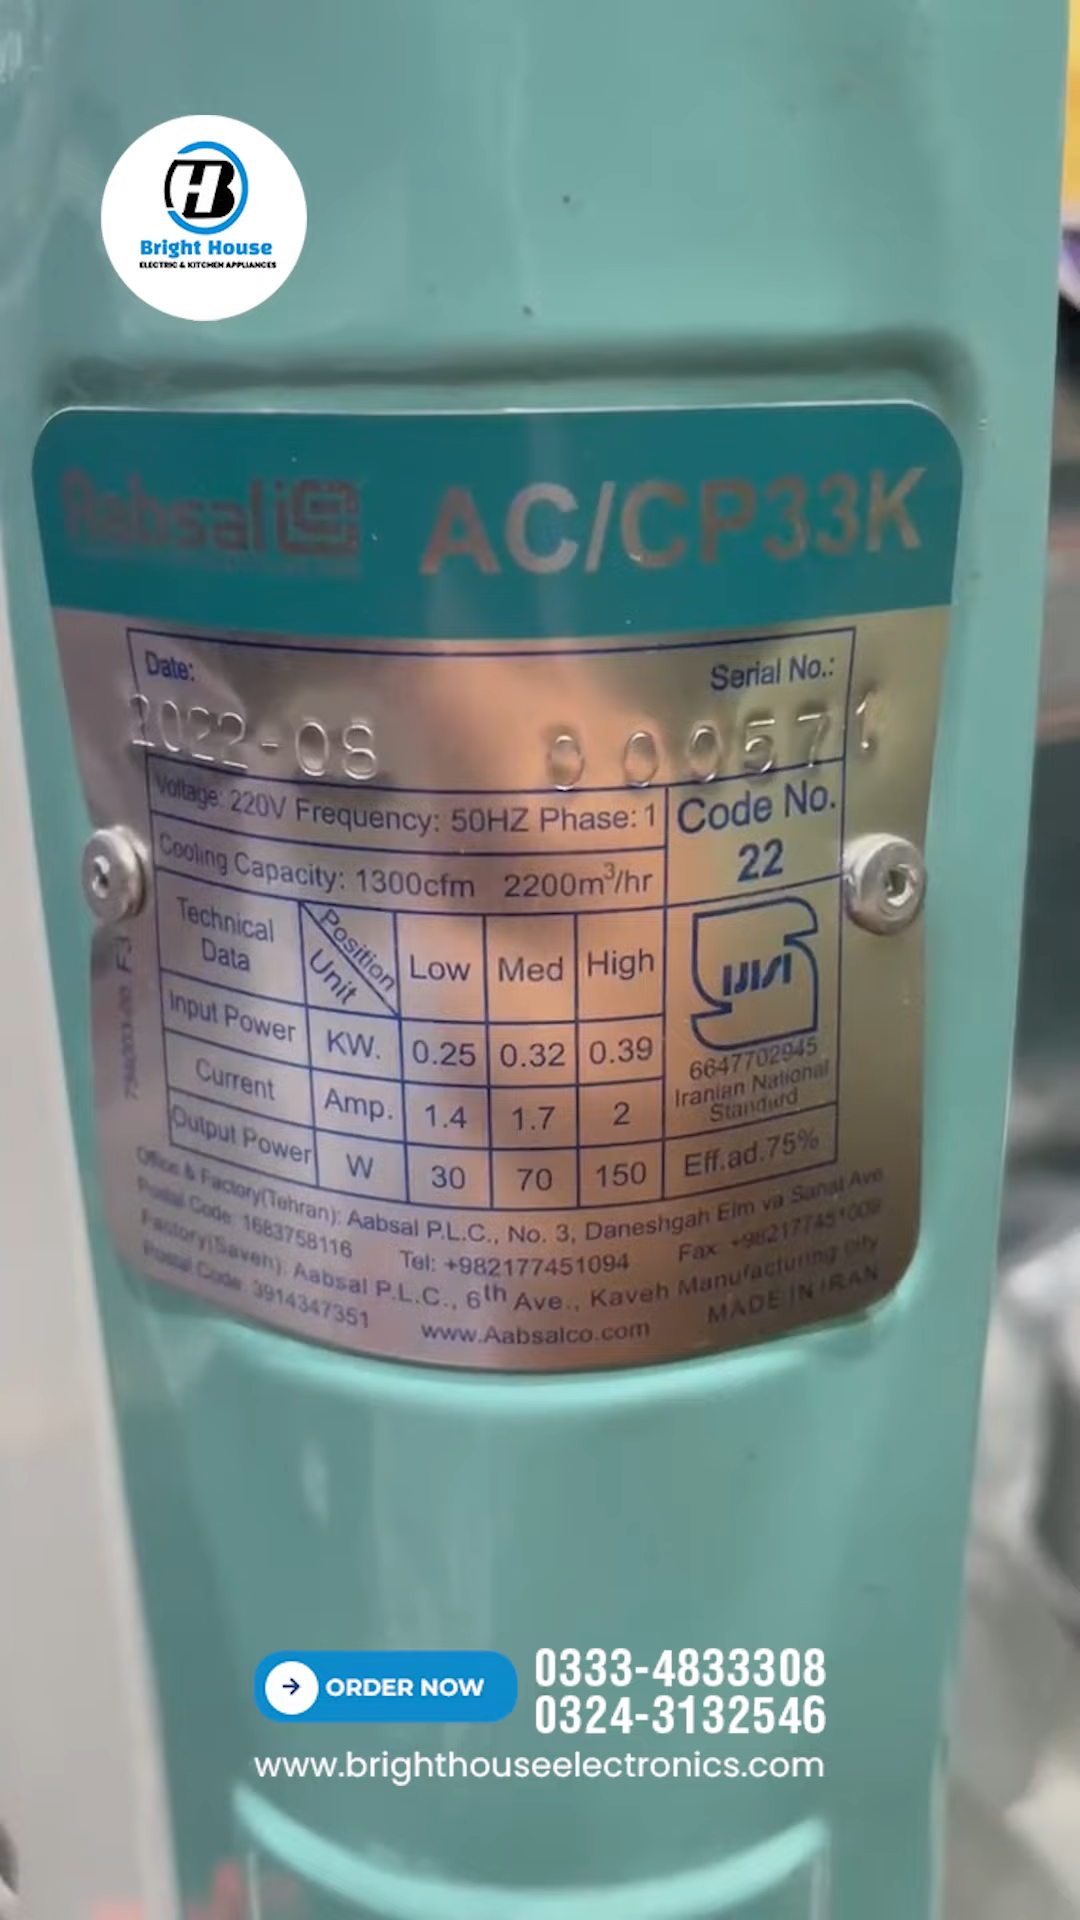 HB
Bright House
ELECTRIC & KITCHEN APPLIANCES
Aabsal AC/CP33K
Date: Serial No.:
2022-08 000571
Voltage: 220V Frequency: 50HZ Phase: 1
Code No.
22
Cooling Capacity: 1300cfm 2200m³/hr
Technical Data Position Unit Low Med High
Input Power KW. 0.25 0.32 0.39
Current Amp. 1.4 1.7 2
Output Power W 30 70 150
6647702945
Iranian National
Standard
Eff.ad.75%
Office & Factory(Tehran): Aabsal P.L.C., No. 3, Daneshgah Elm va Sanat Ave
Postal Code: 1683758116 Tel: +982177451094 Fax: +982177451009
Factory(Saveh): Aabsal P.L.C., 6th Ave., Kaveh Manufacturing City
Postal Code: 3914347351 www.Aabsalco.com MADE IN IRAN
ORDER NOW
0333-4833308
0324-3132546
www.brighthouseelectronics.com